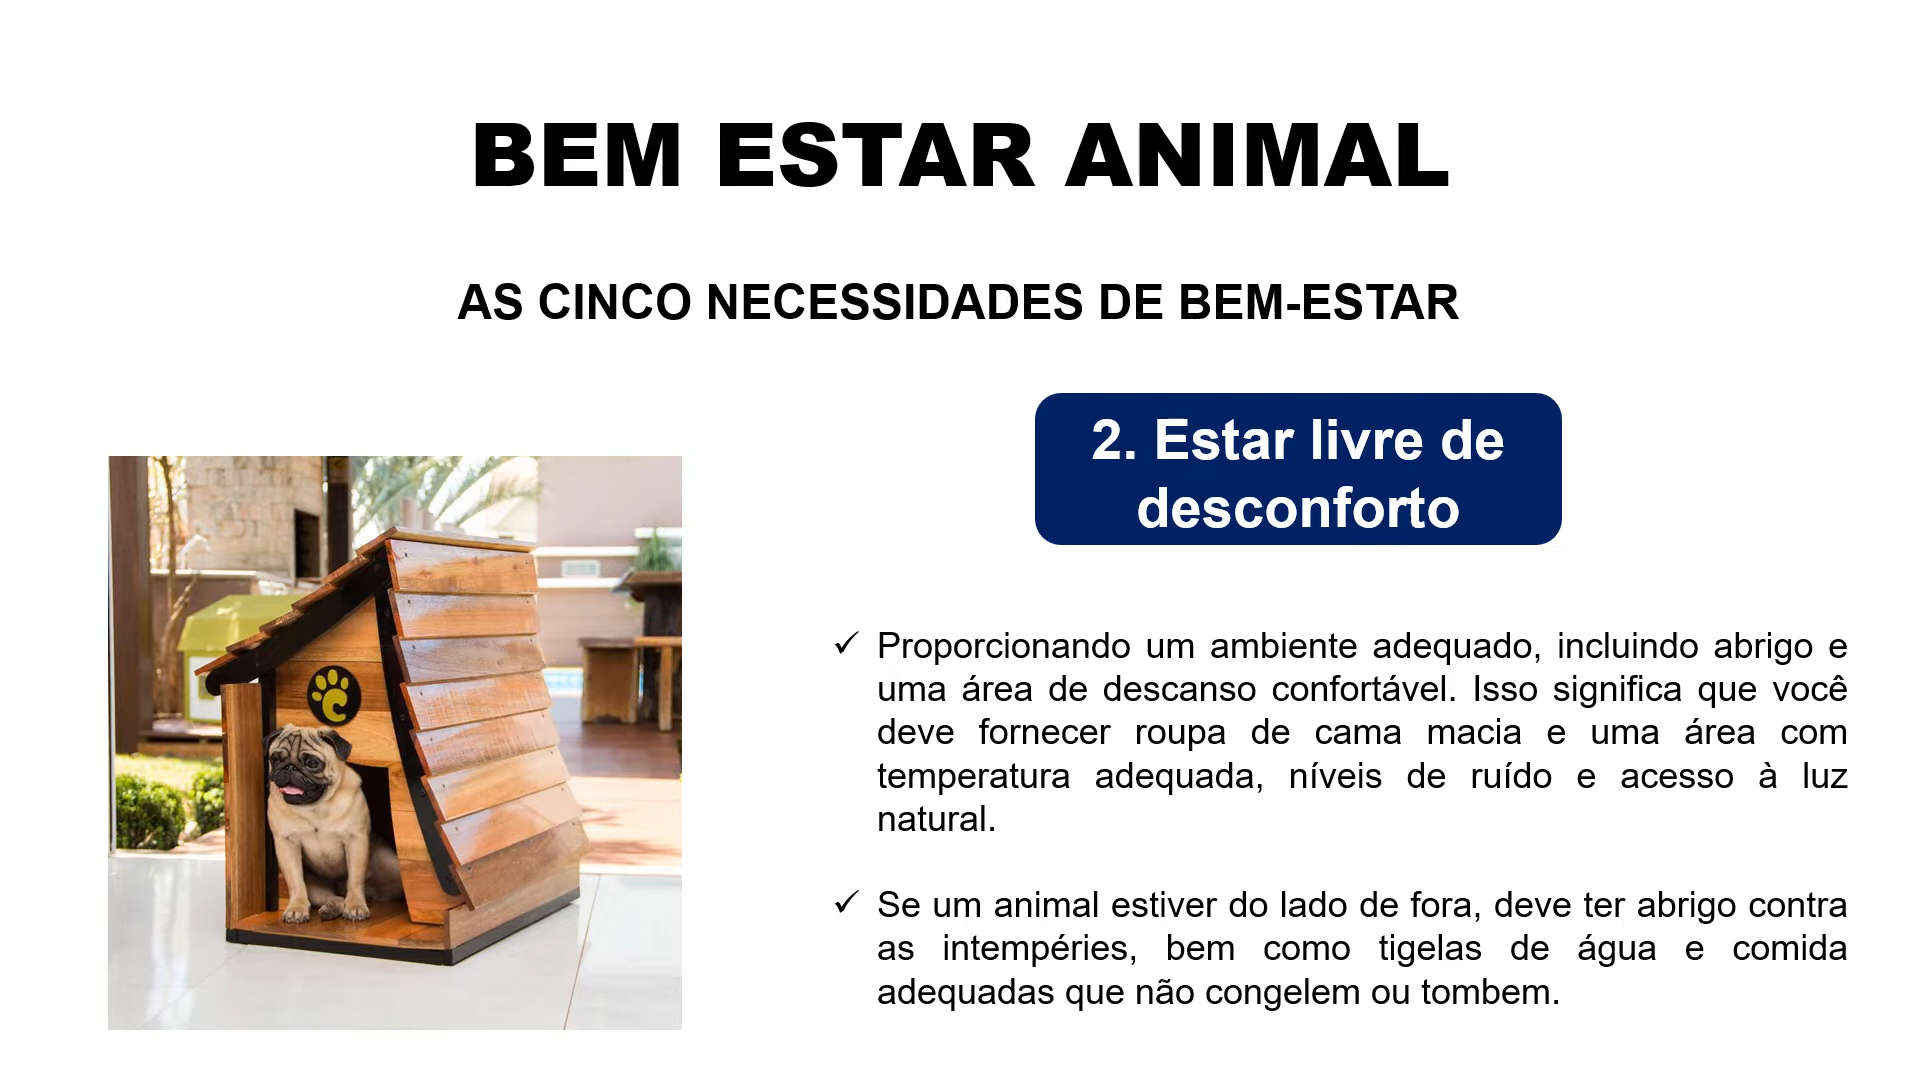 BEM ESTAR ANIMAL
AS CINCO NECESSIDADES DE BEM-ESTAR
2. Estar livre de
desconforto
✓ Proporcionando um ambiente adequado, incluindo abrigo e
uma área de descanso confortável. Isso significa que você
deve fornecer roupa de cama macia e uma área com
temperatura adequada, níveis de ruído e acesso à luz
natural.
✓ Se um animal estiver do lado de fora, deve ter abrigo contra
as intempéries, bem como tigelas de água e comida
adequadas que não congelem ou tombem.